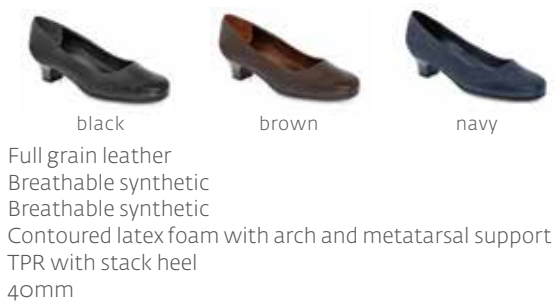 black brown navy
Full grain leather
Breathable synthetic
Breathable synthetic
Contoured latex foam with arch and metatarsal support
TPR with stack heel
40mm